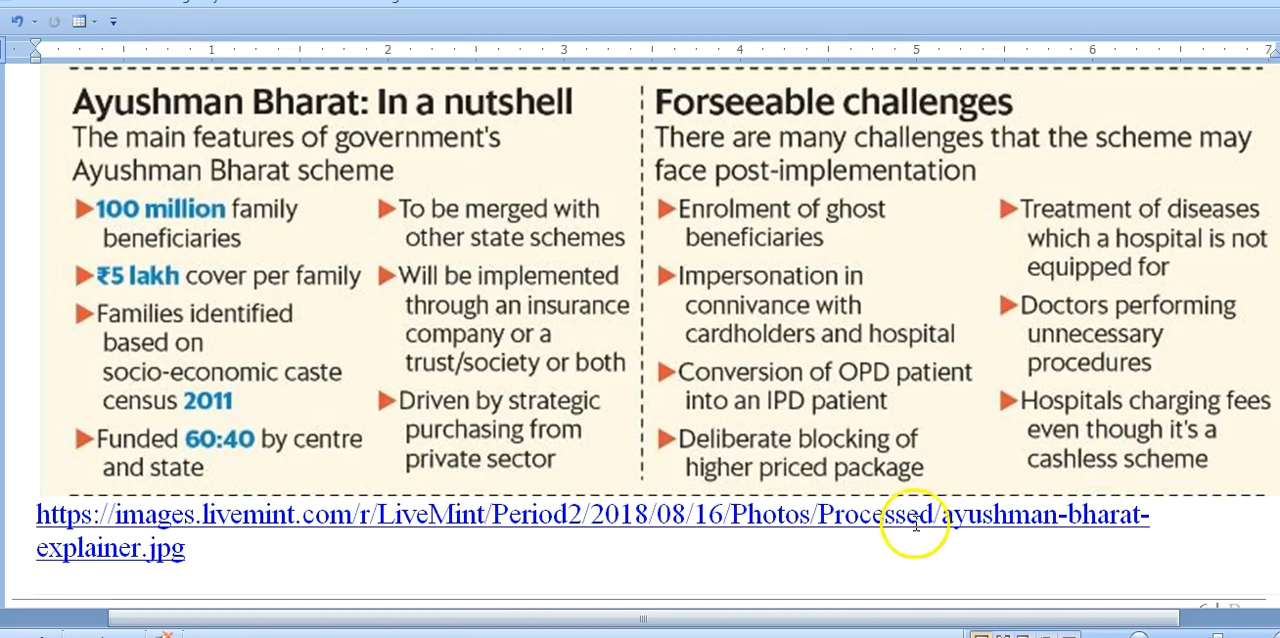 1 2 3 4 5 6 7
Ayushman Bharat: In a nutshell
The main features of government's
Ayushman Bharat scheme
▶100 million family
beneficiaries
▶₹5 lakh cover per family
▶Families identified
based on
socio-economic caste
census 2011
▶Funded 60:40 by centre
and state
▶To be merged with
other state schemes
▶Will be implemented
through an insurance
company or a
trust/society or both
▶Driven by strategic
purchasing from
private sector
Forseeable challenges
There are many challenges that the scheme may
face post-implementation
▶Enrolment of ghost
beneficiaries
▶Impersonation in
connivance with
cardholders and hospital
▶Conversion of OPD patient
into an IPD patient
▶Deliberate blocking of
higher priced package
▶Treatment of diseases
which a hospital is not
equipped for
▶Doctors performing
unnecessary
procedures
▶Hospitals charging fees
even though it's a
cashless scheme
https://images.livemint.com/r/LiveMint/Period2/2018/08/16/Photos/Processed/ayushman-bharat-
explainer.jpg